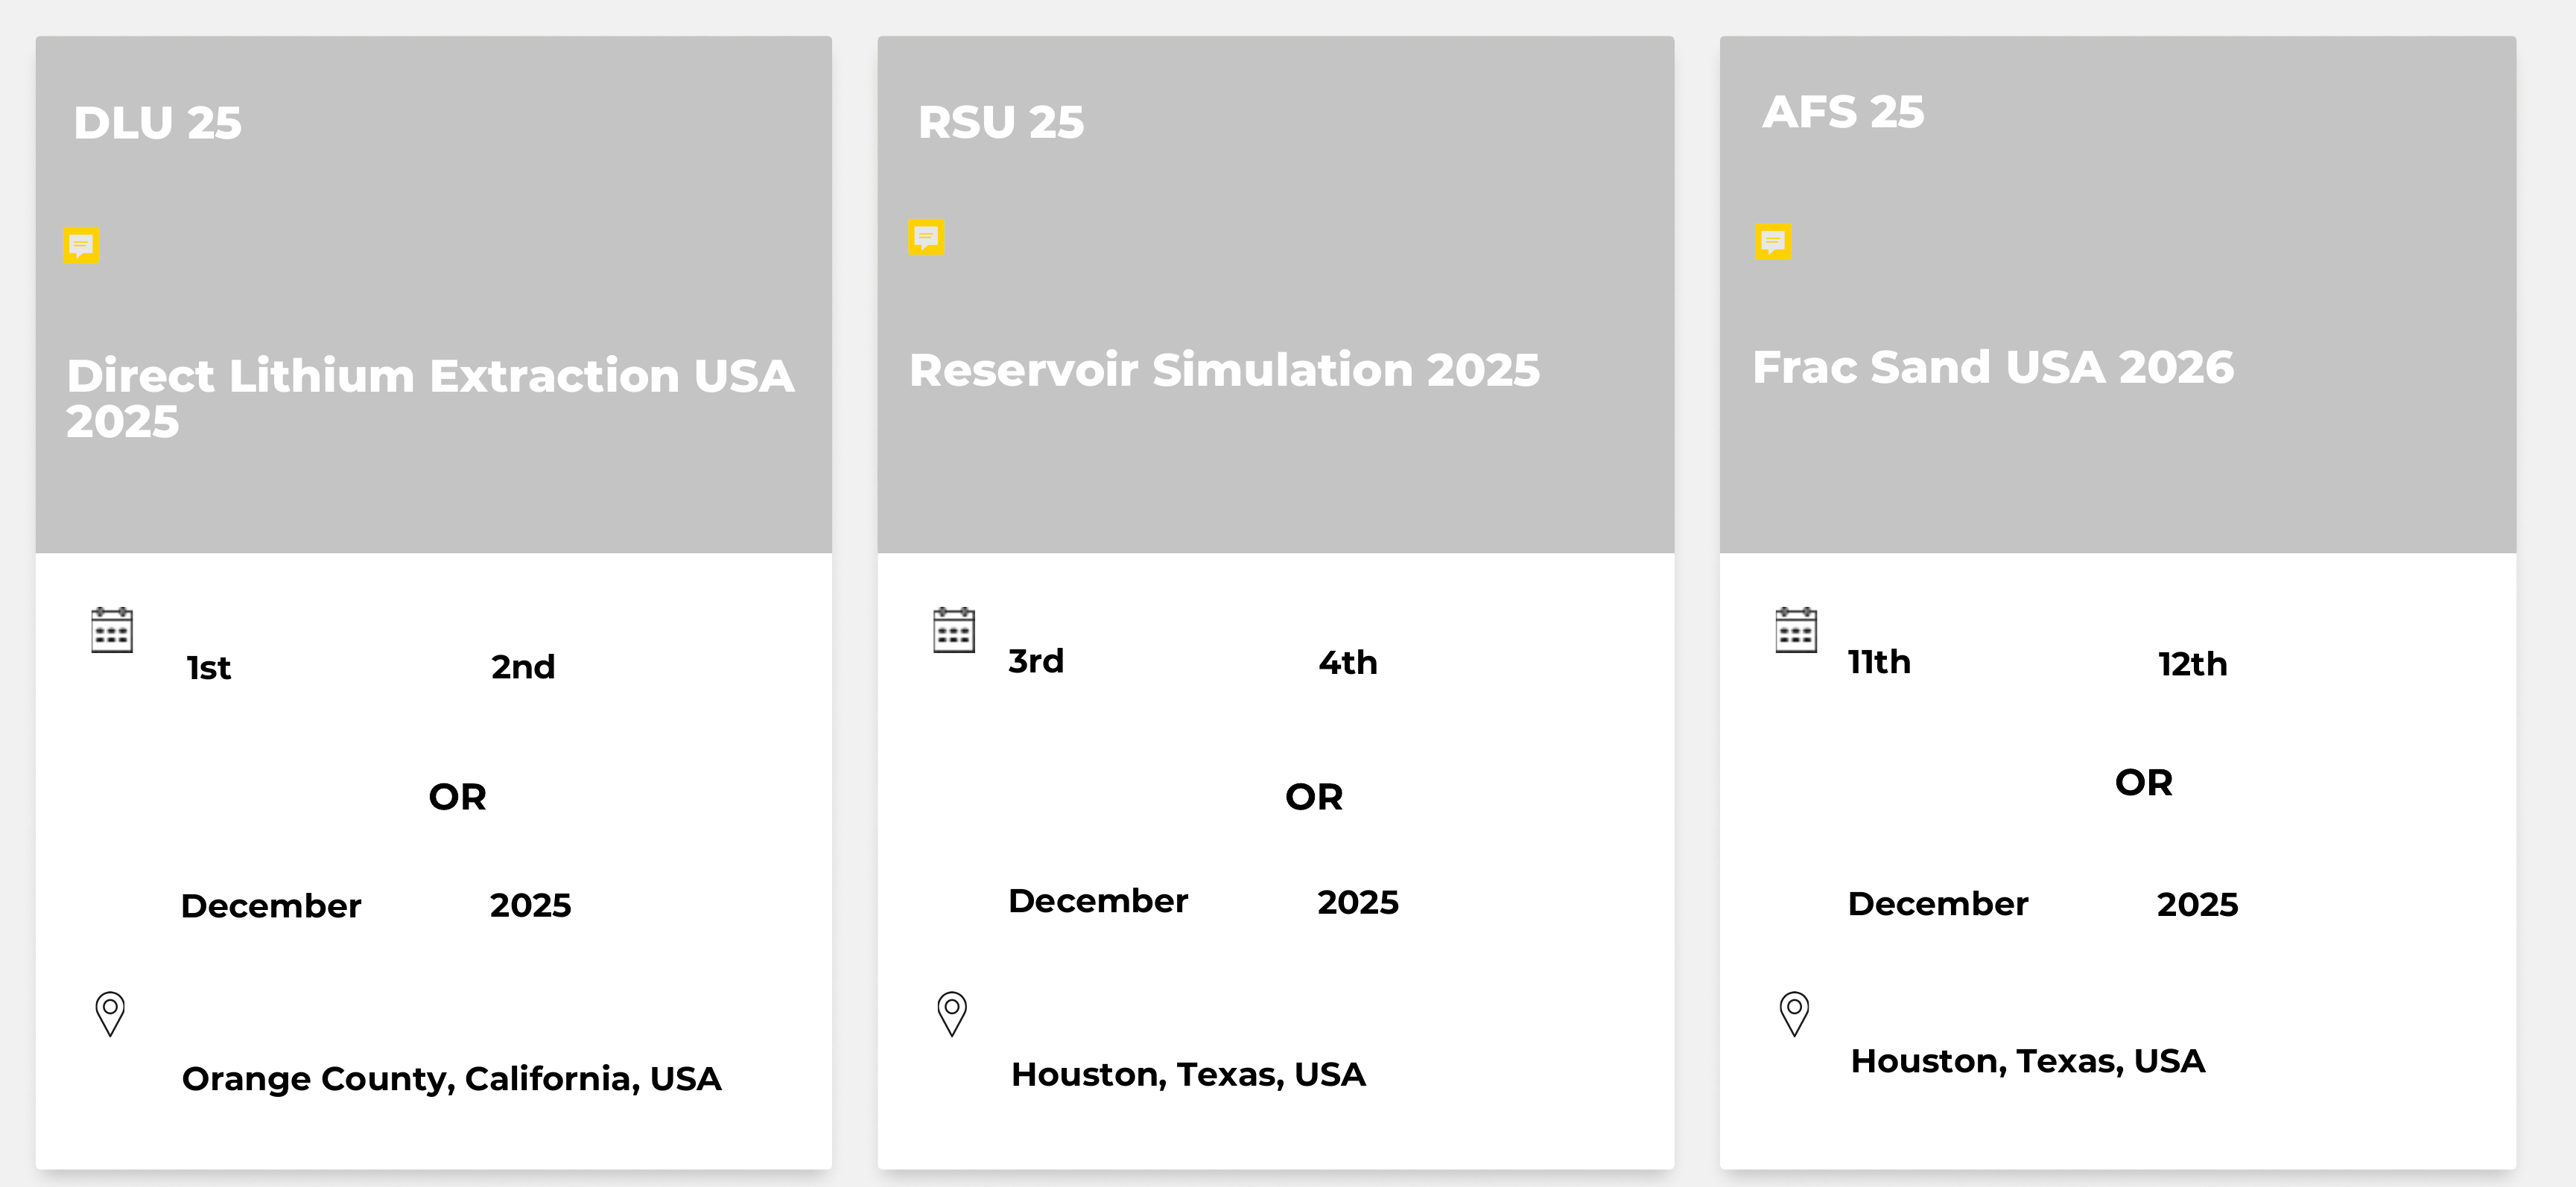 DLU 25
Direct Lithium Extraction USA
2025
1st 2nd
OR
December 2025
Orange County, California, USA
RSU 25
Reservoir Simulation 2025
3rd 4th
OR
December 2025
Houston, Texas, USA
AFS 25
Frac Sand USA 2026
11th 12th
OR
December 2025
Houston, Texas, USA